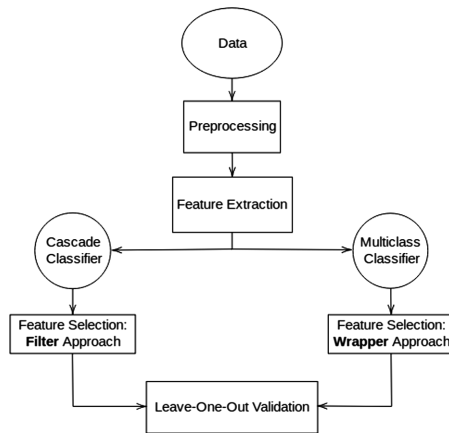 Data
Preprocessing
Feature Extraction
Cascade
Classifier
Multiclass
Classifier
Feature Selection:
Filter Approach
Feature Selection:
Wrapper Approach
Leave-One-Out Validation